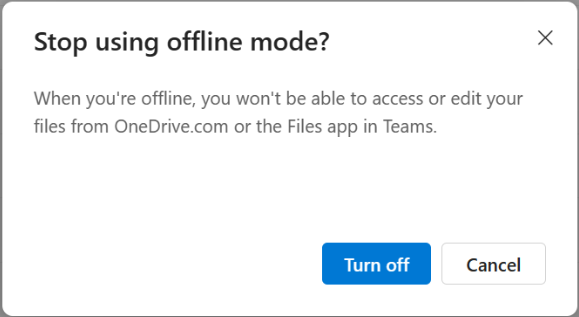 Stop using offline mode?
When you're offline, you won't be able to access or edit your
files from OneDrive.com or the Files app in Teams.
Turn off
Cancel